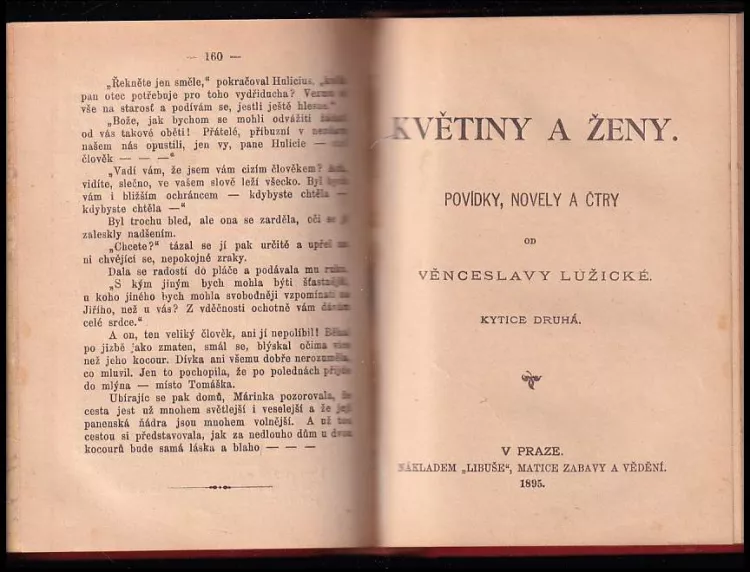 — 160 —
„Řekněte jen směle,“ pokračoval Hulicius,
pan otec potřebuje pro toho vydřiducha?
vše na starosť a podívám se, jestli ještě
„Bože, jak bychom se mohli odvážiti
od vás takové oběti! Přátelé, příbuzní v
našem nás opustili, jen vy, pane Hulicie —
člověk — — —“
„Vadí vám, že jsem vám cizím člověkem?
vidíte, slečno, ve vašem slově leží všecko. Byl
vám i bližším ochráncem — kdybyste chtěla —
kdybyste chtěla —“
Byl trochu bled, ale ona se zarděla, oči se
zaleskly nadšením.
„Chcete?“ tázal se jí pak určitě a upřel
ni chvějící se, nepokojné zraky.
Dala se radostí do pláče a podávala mu
„S kým jiným bych mohla býti
u koho jiného bych mohla svobodněji
Jiřího, než u vás? Z vděčnosti ochotně vám
celé srdce.“
A on, ten veliký člověk, ani jí nepolíbil!
po jizbě jako zmaten, smál se, blýskal očima
než jeho kocour. Dívka ani všemu dobře
co mluvil. Jen to pochopila, že po polednách
do mlýna — místo Tomáška.
Ubírajíc se pak domů, Márinka pozorovala,
cesta jest už mnohem světlejší i veselejší a že
panenská ňádra jsou mnohem volnější. A už
cestou si představovala, jak za nedlouho dům u
kocourů bude samá láska a blaho — — —
KVĚTINY A ŽENY.
POVÍDKY, NOVELY A ČTRY
OD
VĚNCESLAVY LUŽICKÉ.
KYTICE DRUHÁ.
V PRAZE.
NÁKLADEM „LIBUŠE“, MATICE ZÁBAVY A VĚDĚNÍ.
1895.